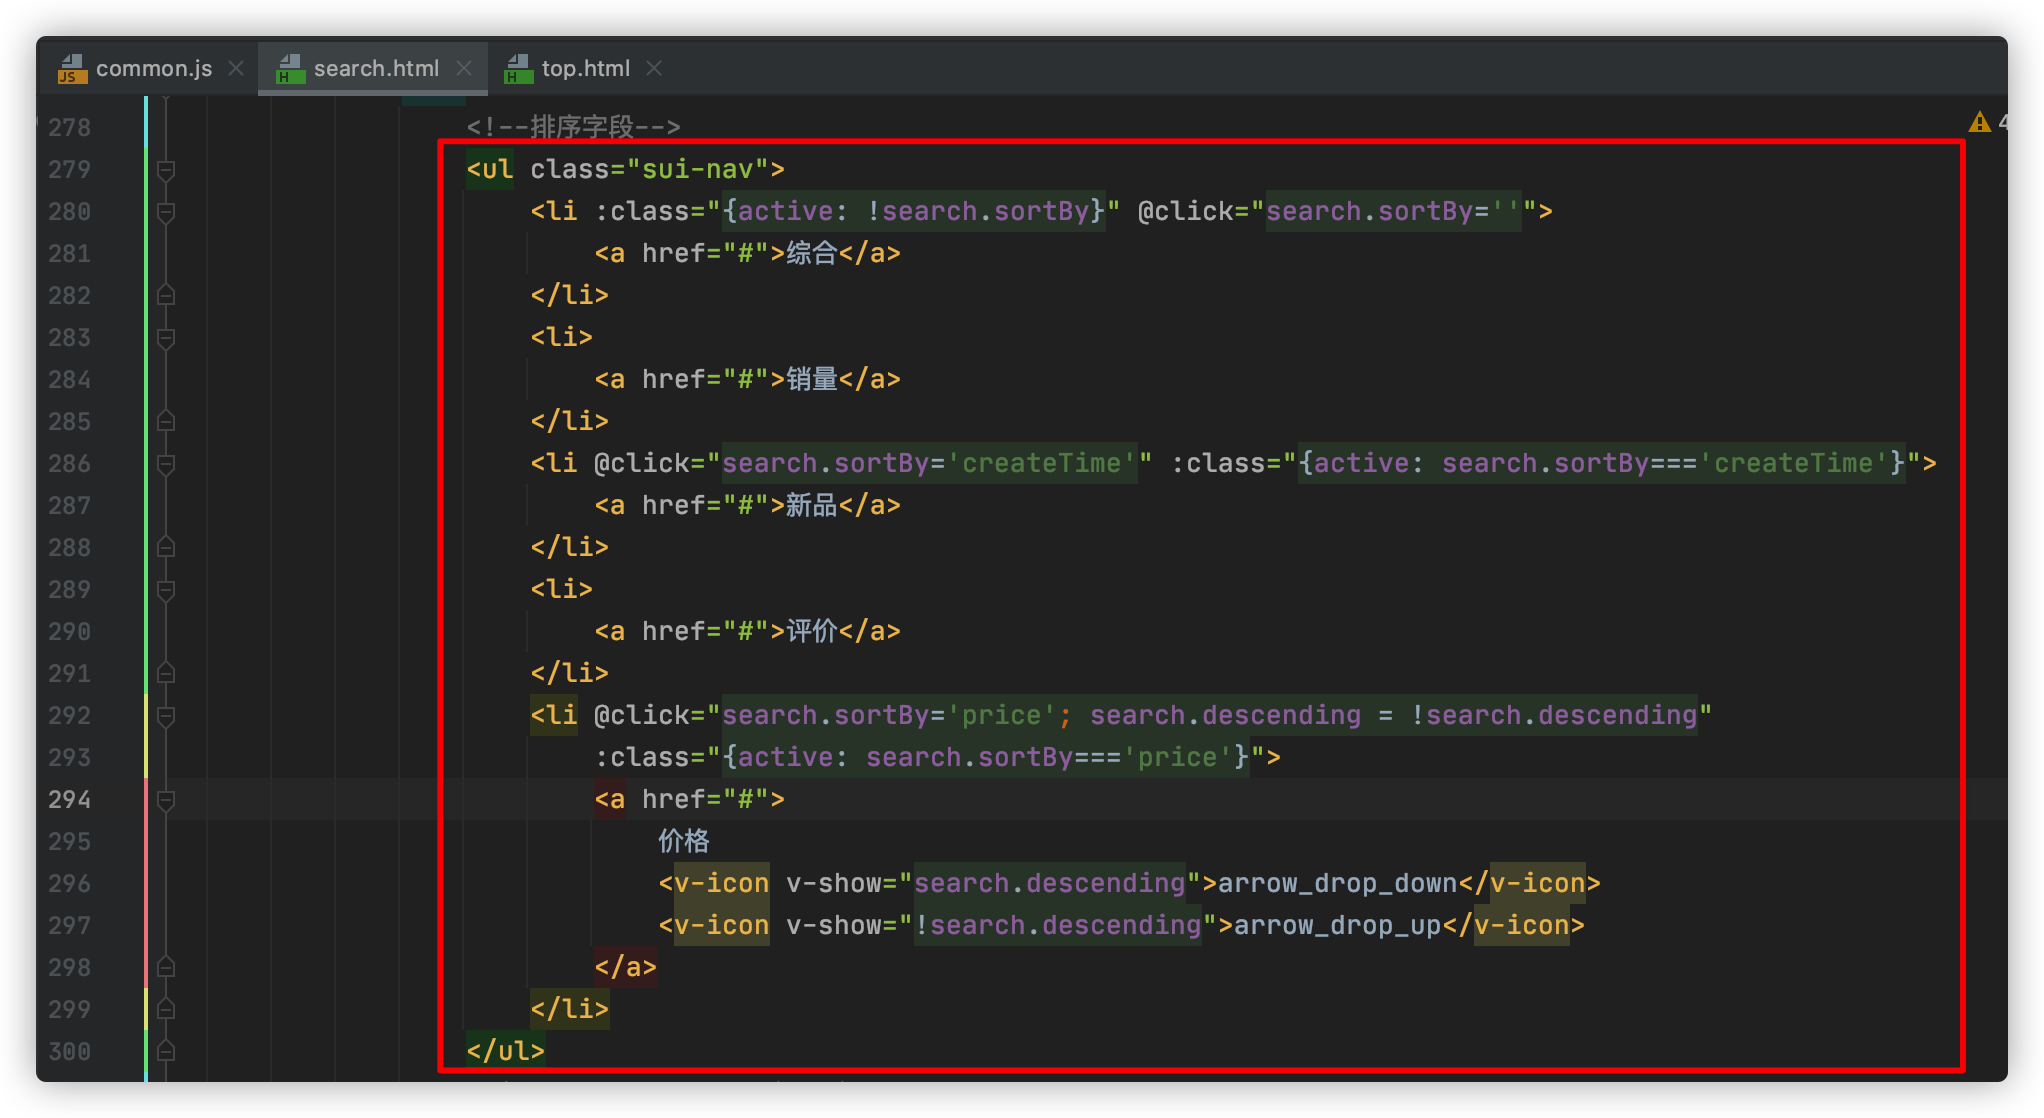 common.js search.html top.html
278 <!--排序字段--> 4
279 <ul class="sui-nav">
280 <li :class="{active: !search.sortBy}" @click="search.sortBy=''">
281 <a href="#">综合</a>
282 </li>
283 <li>
284 <a href="#">销量</a>
285 </li>
286 <li @click="search.sortBy='createTime'" :class="{active: search.sortBy==='createTime'}">
287 <a href="#">新品</a>
288 </li>
289 <li>
290 <a href="#">评价</a>
291 </li>
292 <li @click="search.sortBy='price'; search.descending = !search.descending"
293 :class="{active: search.sortBy==='price'}">
294 <a href="#">
295 价格
296 <v-icon v-show="search.descending">arrow_drop_down</v-icon>
297 <v-icon v-show="!search.descending">arrow_drop_up</v-icon>
298 </a>
299 </li>
300 </ul>